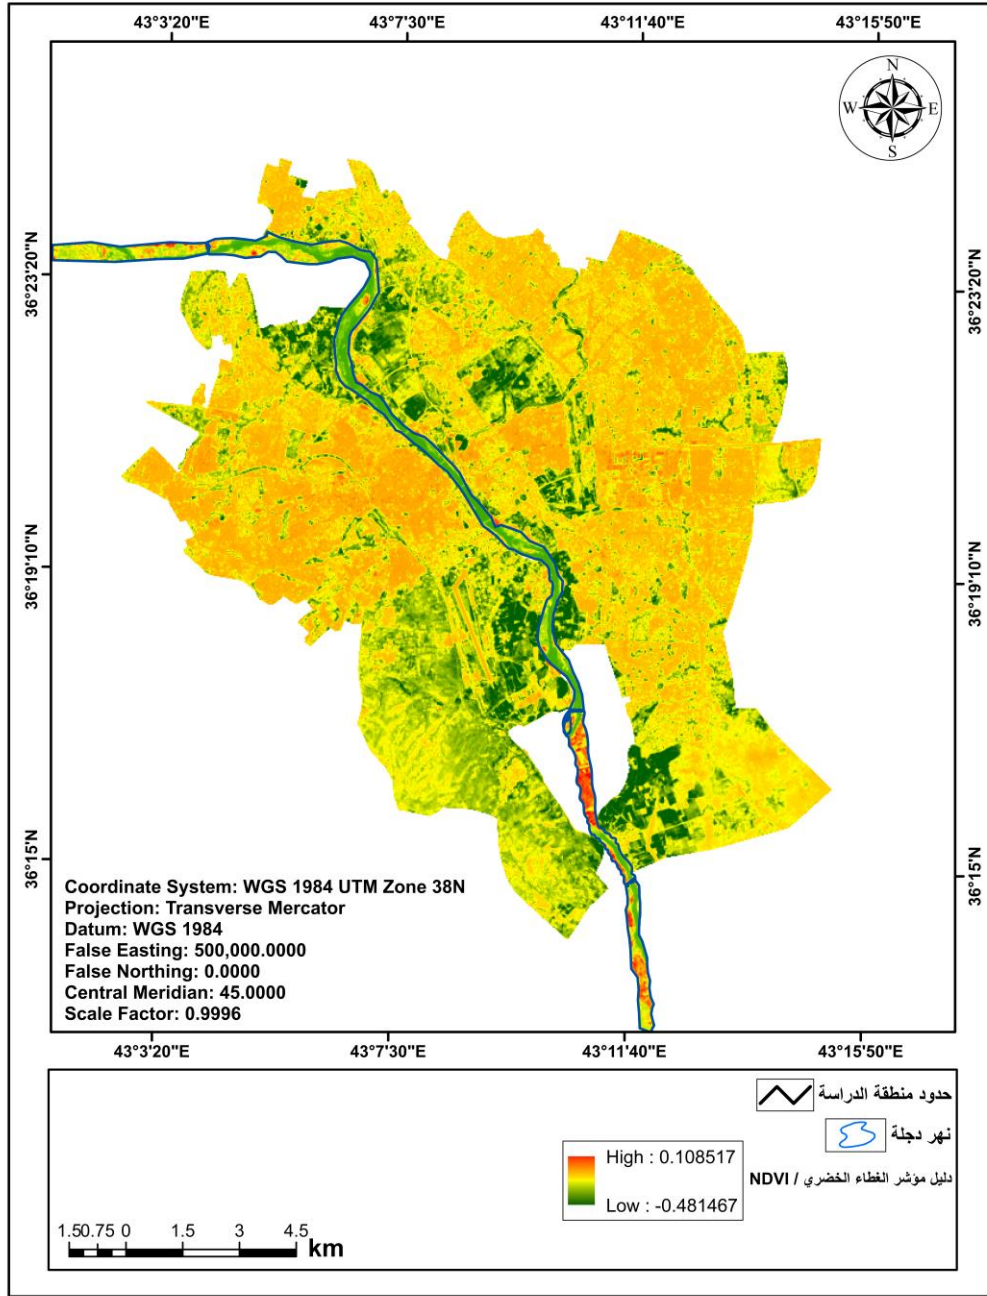 43°3'20"E 43°7'30"E 43°11'40"E 43°15'50"E
N
W E
S
36°23'20"N
36°23'20"N
36°19'10"N
36°19'10"N
36°15'N
36°15'N
Coordinate System: WGS 1984 UTM Zone 38N
Projection: Transverse Mercator
Datum: WGS 1984
False Easting: 500,000.0000
False Northing: 0.0000
Central Meridian: 45.0000
Scale Factor: 0.9996
43°3'20"E 43°7'30"E 43°11'40"E 43°15'50"E
حدود منطقة الدراسة
نهر دجلة
دليل مؤشر الغطاء الخضري / NDVI
High : 0.108517
Low : -0.481467
1.50.75 0 1.5 3 4.5
km